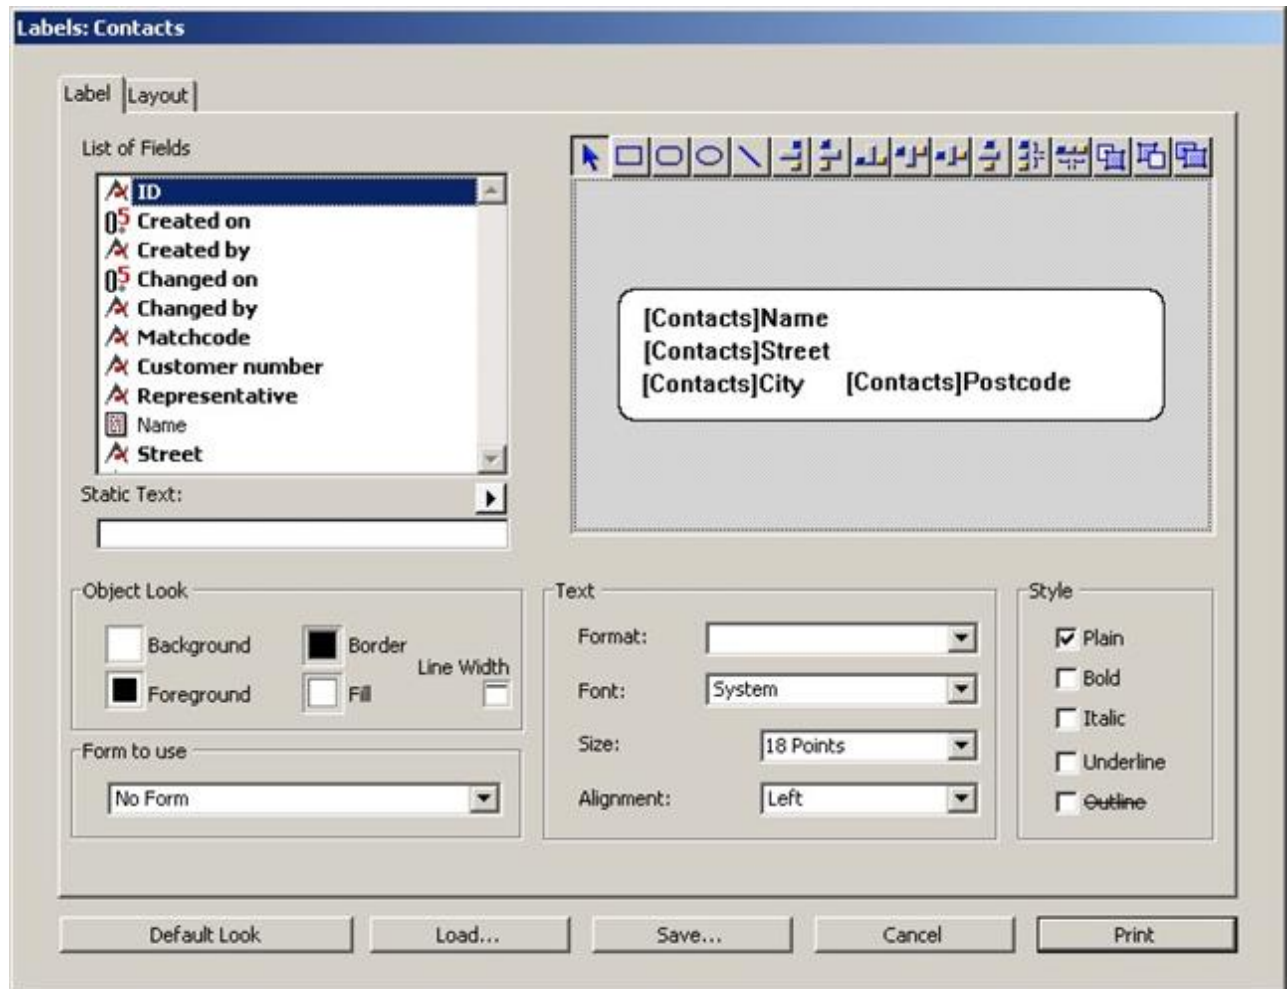 Labels: Contacts
Label Layout
List of Fields
ID
Created on
Created by
Changed on
Changed by
Matchcode
Customer number
Representative
Name
Street
Static Text:
[Contacts]Name
[Contacts]Street
[Contacts]City [Contacts]Postcode
Object Look
Background
Border
Line Width
Foreground
Fill
Form to use
No Form
Text
Format:
Font: System
Size: 18 Points
Alignment: Left
Style
Plain
Bold
Italic
Underline
Outline
Default Look Load... Save... Cancel Print